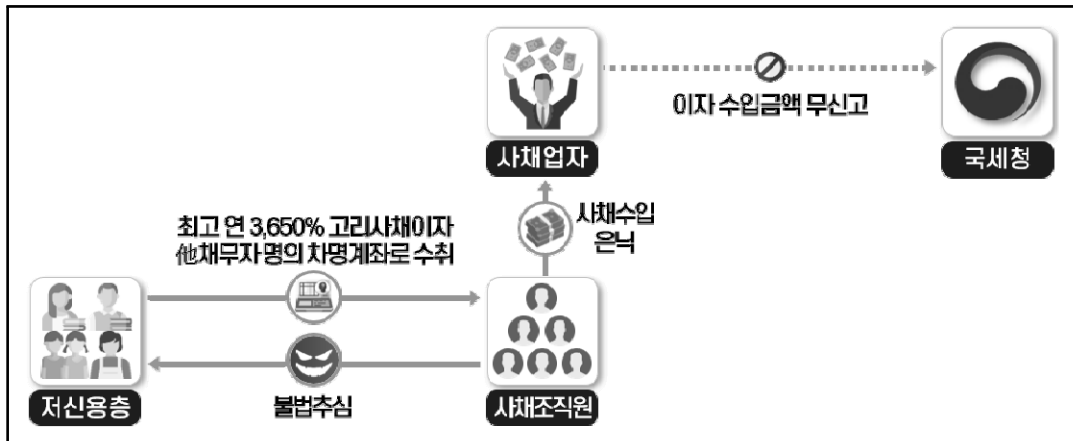 이자 수입금액 무신고
사채업자
국세청
사채수입
은닉
최고 연 3,650% 고리사채이자
他채무자 명의 차명계좌로 수취
불법추심
저신용층
사채조직원